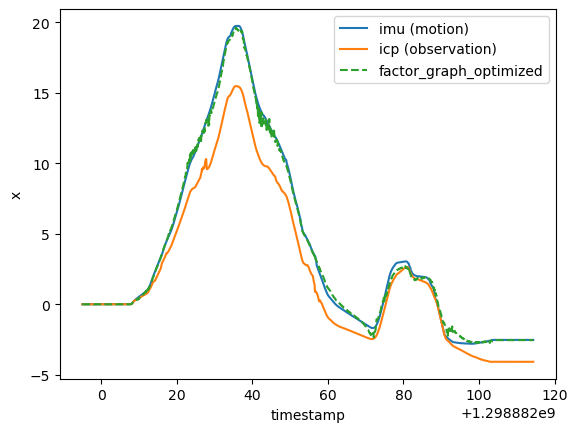 imu (motion)
icp (observation)
factor_graph_optimized
x
20
15
10
5
0
−5
0
20
40
60
80
100
120
timestamp
+1.298882e9